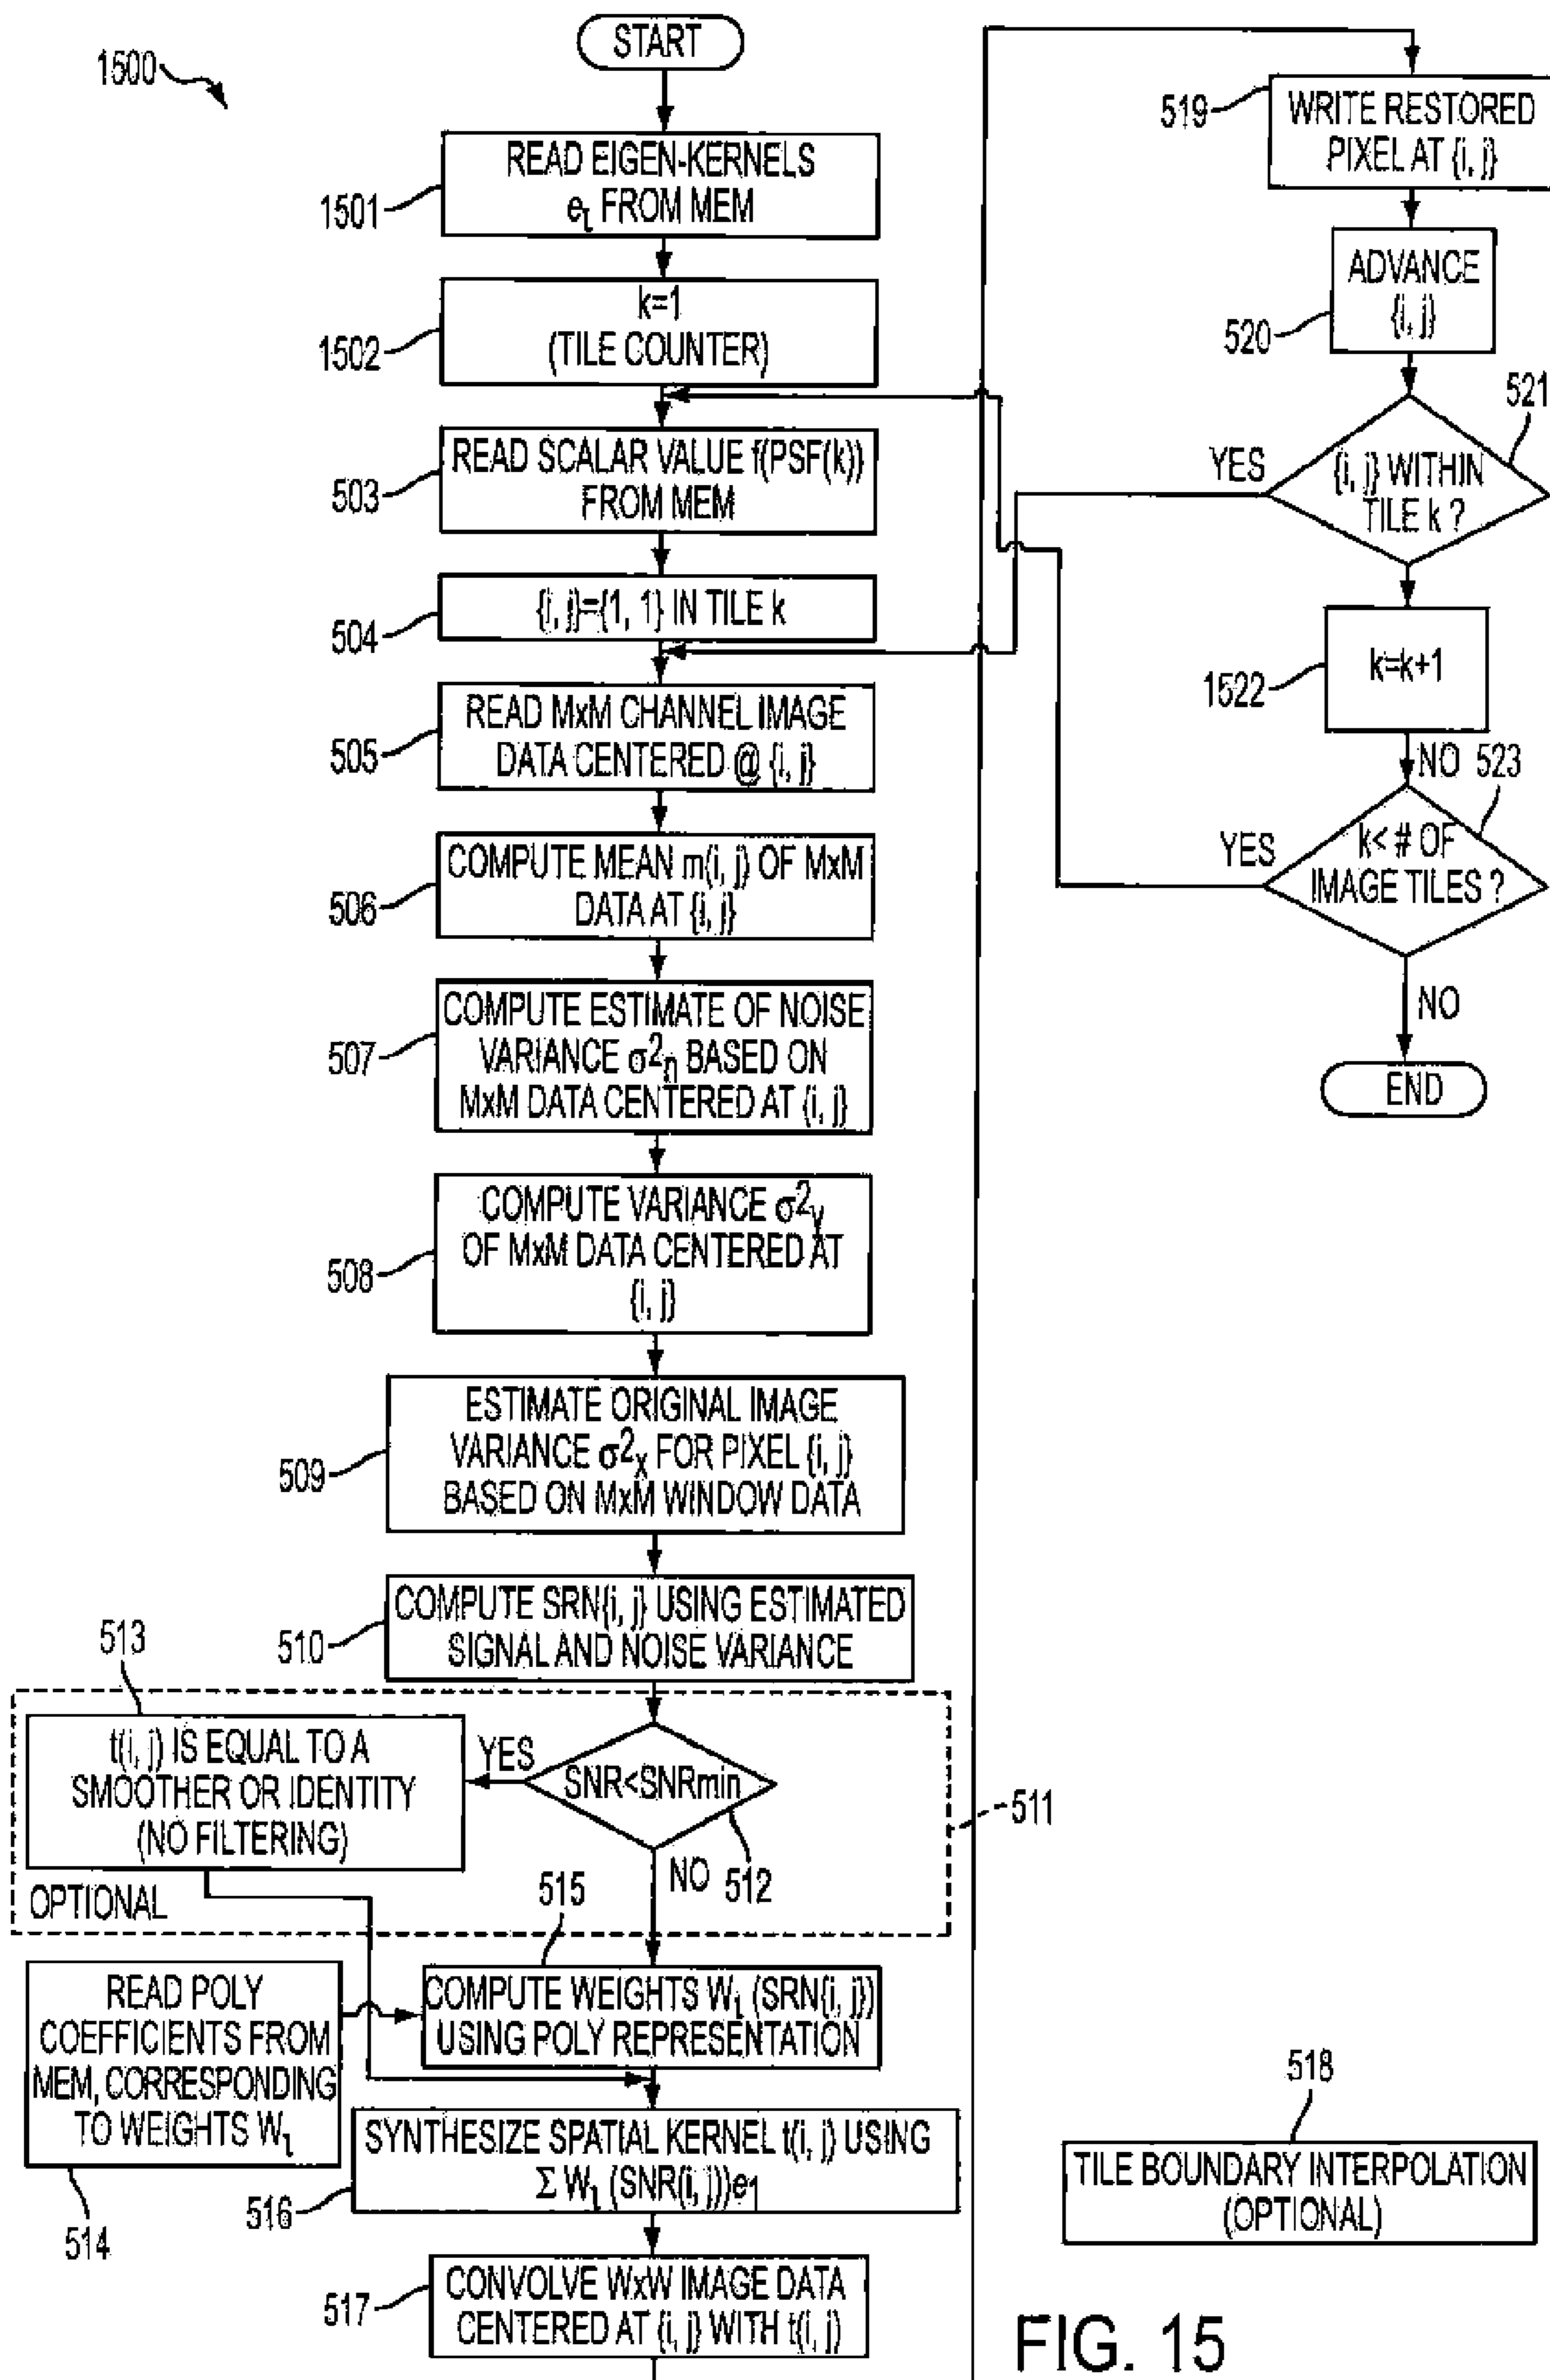 1500
START
READ EIGEN-KERNELS
e_l FROM MEM
1501
k=1
(TILE COUNTER)
1502
READ SCALAR VALUE f(PSF(k))
FROM MEM
503
{i, j}={1, 1} IN TILE k
504
READ MxM CHANNEL IMAGE
DATA CENTERED @ {i, j}
505
COMPUTE MEAN m(i, j) OF MxM
DATA AT {i, j}
506
COMPUTE ESTIMATE OF NOISE
VARIANCE σ²n BASED ON
MxM DATA CENTERED AT {i, j}
507
COMPUTE VARIANCE σ²y
OF MxM DATA CENTERED AT
{i, j}
508
ESTIMATE ORIGINAL IMAGE
VARIANCE σ²x FOR PIXEL {i, j}
BASED ON MxM WINDOW DATA
509
COMPUTE SRN{i, j} USING ESTIMATED
SIGNAL AND NOISE VARIANCE
510
513
t(i, j) IS EQUAL TO A
SMOOTHER OR IDENTITY
(NO FILTERING)
YES
SNR<SNRmin
511
NO
512
OPTIONAL
515
READ POLY
COEFFICIENTS FROM
MEM, CORRESPONDING
TO WEIGHTS W_l
514
COMPUTE WEIGHTS W_l (SRN{i, j})
USING POLY REPRESENTATION
SYNTHESIZE SPATIAL KERNEL t(i, j) USING
Σ W_l (SNR(i, j))e_1
516
CONVOLVE WxW IMAGE DATA
CENTERED AT {i, j} WITH t(i, j)
517
519
WRITE RESTORED
PIXEL AT {i, j}
ADVANCE
{i, j}
520
521
YES
{i, j} WITHIN
TILE k ?
k=k+1
1522
NO
523
YES
k< # OF
IMAGE TILES ?
NO
END
518
TILE BOUNDARY INTERPOLATION
(OPTIONAL)
FIG. 15